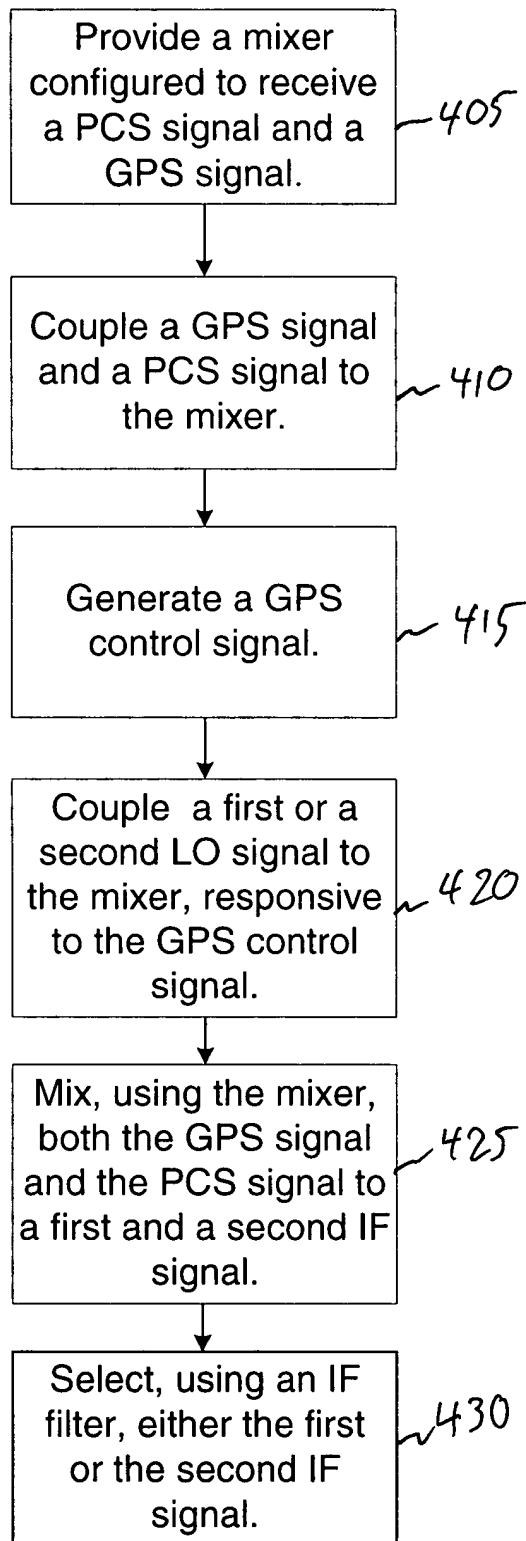 Provide a mixer
configured to receive
a PCS signal and a
GPS signal.
405
Couple a GPS signal
and a PCS signal to
the mixer.
410
Generate a GPS
control signal.
415
Couple a first or a
second LO signal to
the mixer, responsive
to the GPS control
signal.
420
Mix, using the mixer,
both the GPS signal
and the PCS signal to
a first and a second IF
signal.
425
Select, using an IF
filter, either the first
or the second IF
signal.
430